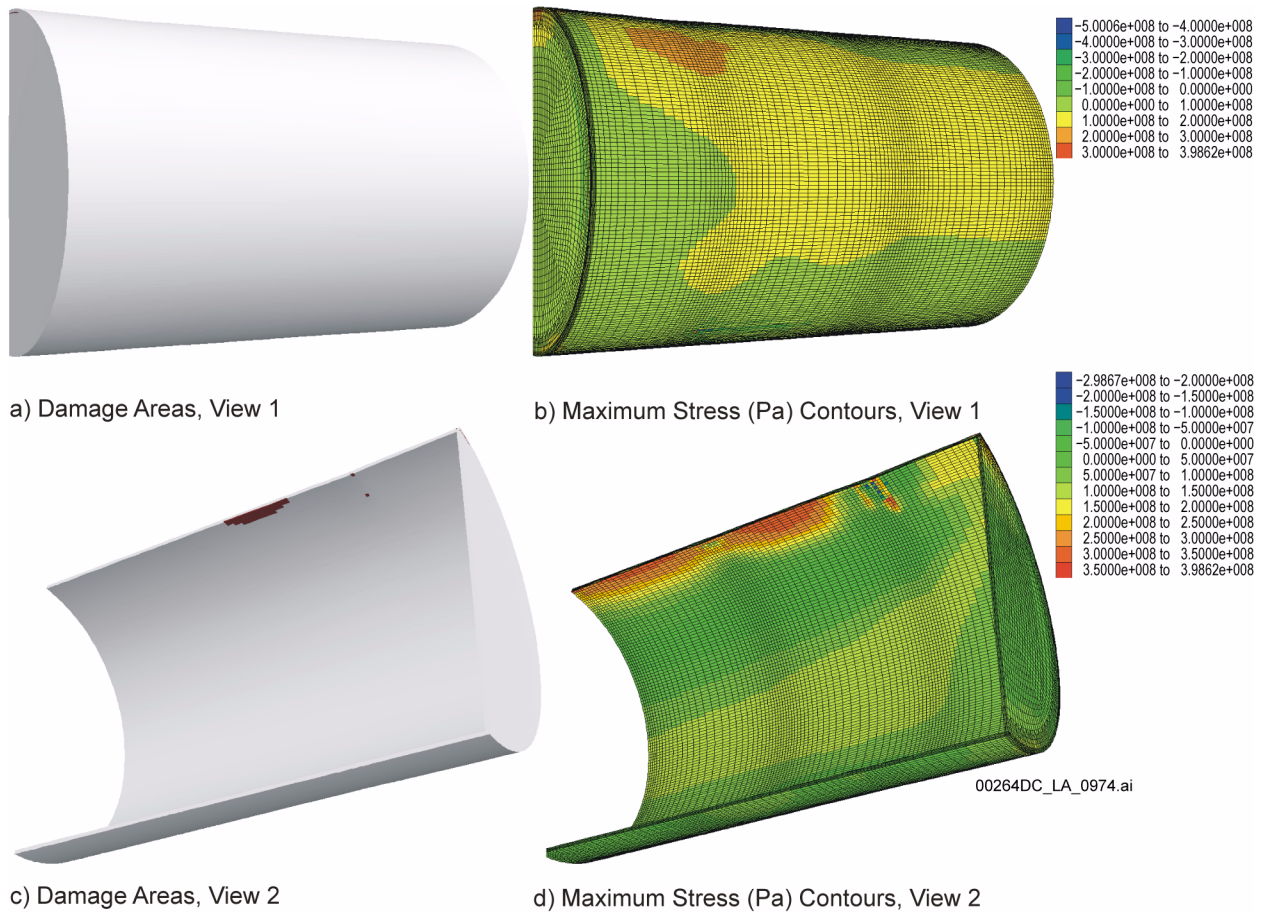 −5.0006e+008 to −4.0000e+008
−4.0000e+008 to −3.0000e+008
−3.0000e+008 to −2.0000e+008
−2.0000e+008 to −1.0000e+008
−1.0000e+008 to 0.0000e+000
0.0000e+000 to 1.0000e+008
1.0000e+008 to 2.0000e+008
2.0000e+008 to 3.0000e+008
3.0000e+008 to 3.9862e+008
a) Damage Areas, View 1
b) Maximum Stress (Pa) Contours, View 1
−2.9867e+008 to −2.0000e+008
−2.0000e+008 to −1.5000e+008
−1.5000e+008 to −1.0000e+008
−1.0000e+008 to −5.0000e+007
−5.0000e+007 to 0.0000e+000
0.0000e+000 to 5.0000e+007
5.0000e+007 to 1.0000e+008
1.0000e+008 to 1.5000e+008
1.5000e+008 to 2.0000e+008
2.0000e+008 to 2.5000e+008
2.5000e+008 to 3.0000e+008
3.0000e+008 to 3.5000e+008
3.5000e+008 to 3.9862e+008
00264DC_LA_0974.ai
c) Damage Areas, View 2
d) Maximum Stress (Pa) Contours, View 2